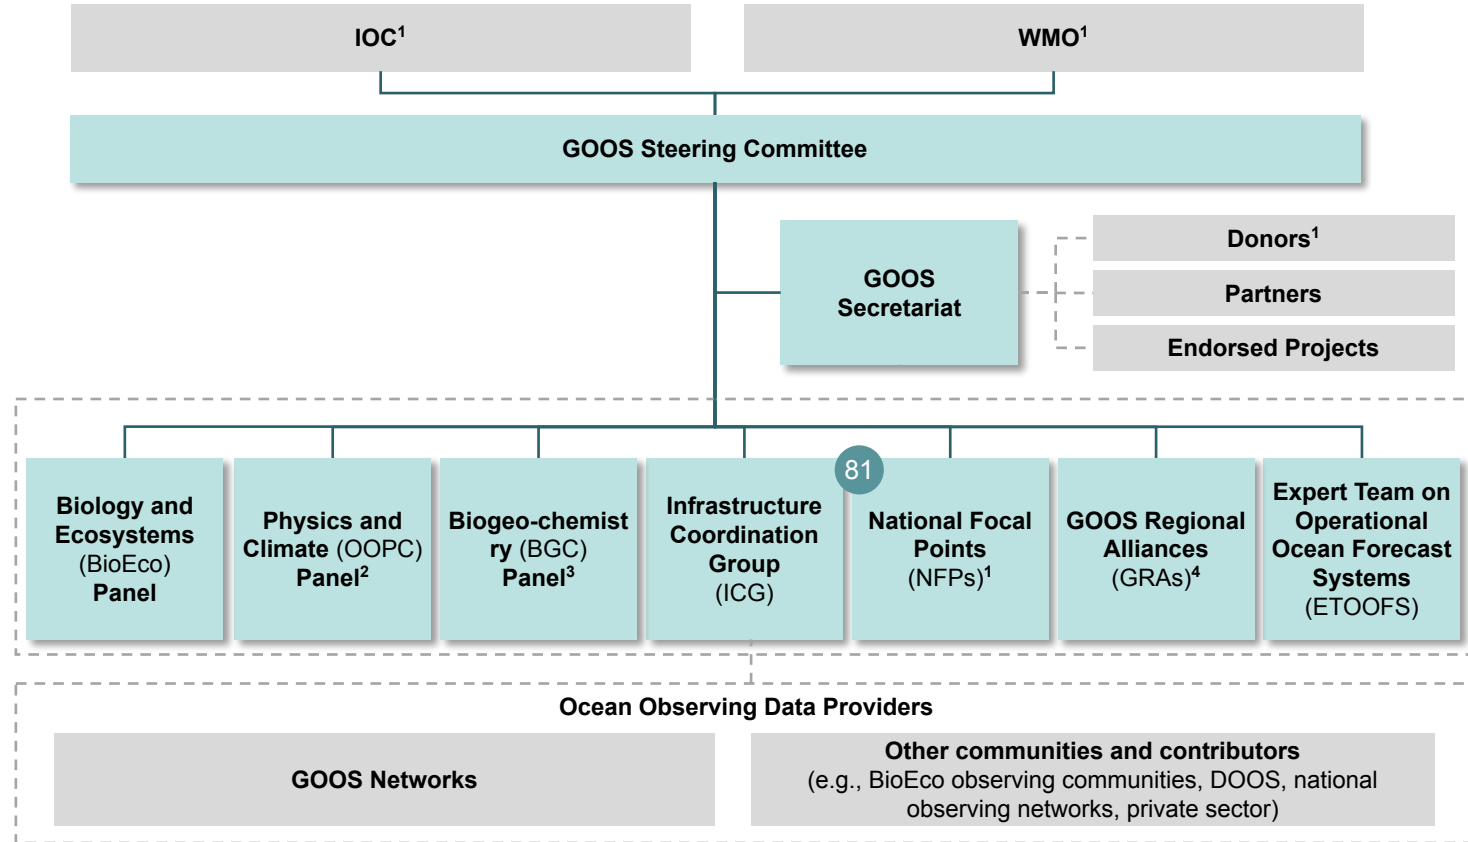 IOC¹
WMO¹
GOOS Steering Committee
GOOS
Secretariat
Donors¹
Partners
Endorsed Projects
Biology and
Ecosystems
(BioEco)
Panel
Physics and
Climate (OOPC)
Panel²
Biogeo-chemist
ry (BGC)
Panel³
Infrastructure
Coordination
Group
(ICG)
81
National Focal
Points
(NFPs)¹
GOOS Regional
Alliances
(GRAs)⁴
Expert Team on
Operational
Ocean Forecast
Systems
(ETOOFS)
Ocean Observing Data Providers
GOOS Networks
Other communities and contributors
(e.g., BioEco observing communities, DOOS, national
observing networks, private sector)